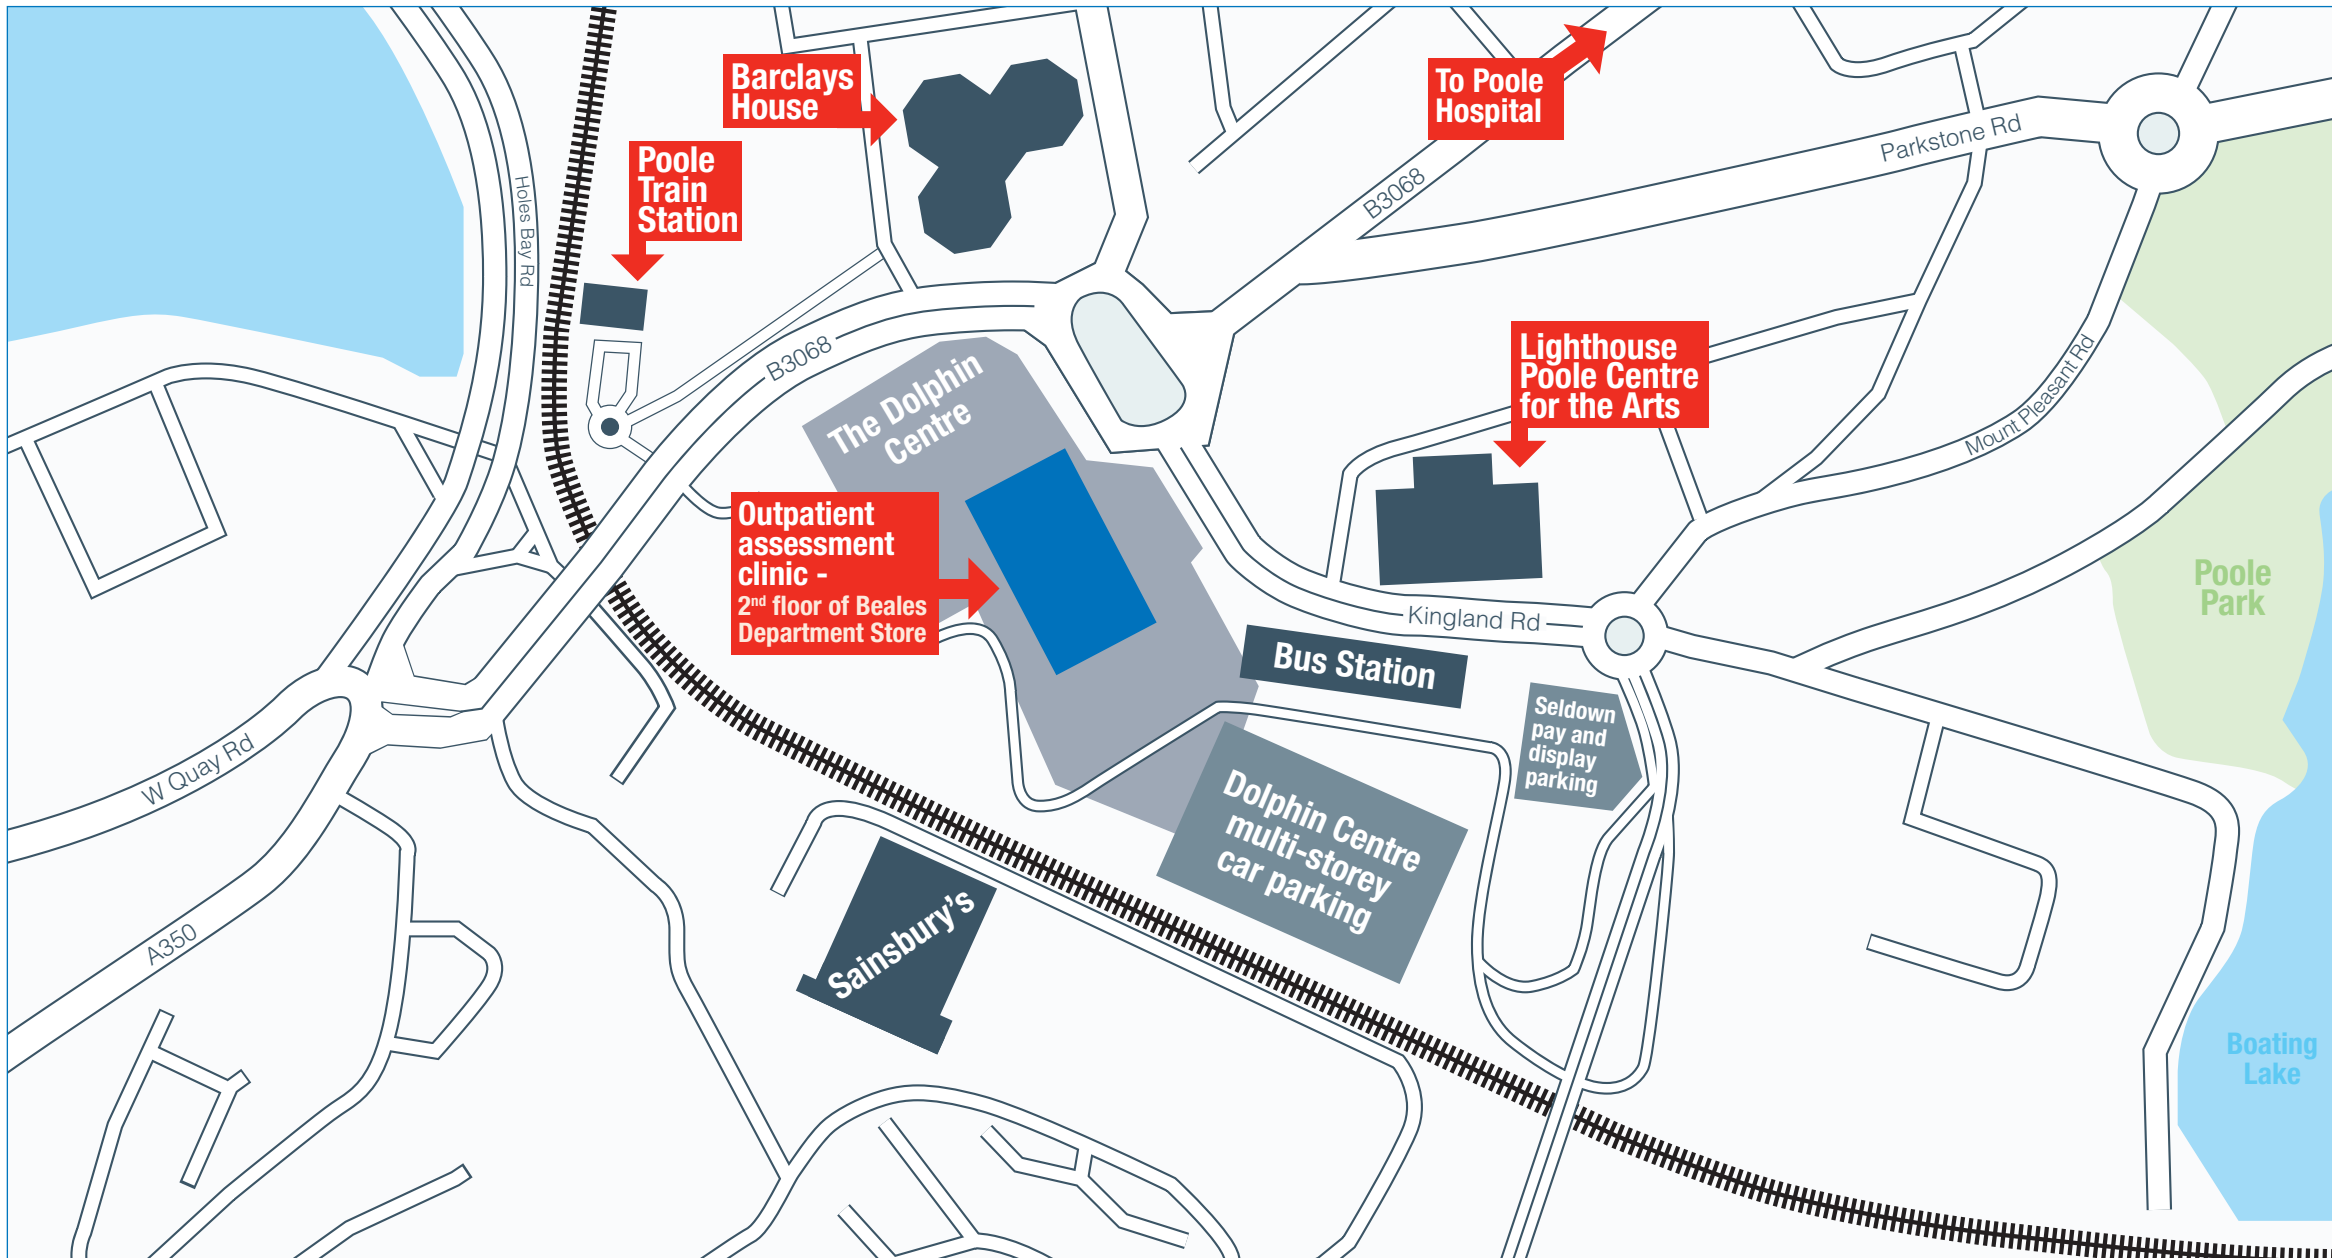 Barclays
House
To Poole
Hospital
Parkstone Rd
Poole
Train
Station
Holes Bay Rd
B3068
B3068
Lighthouse
Poole Centre
for the Arts
Mount Pleasant Rd
The Dolphin
Centre
Outpatient
assessment
clinic -
2nd floor of Beales
Department Store
Poole
Park
Kingland Rd
Bus Station
Seldown
pay and
display
parking
W Quay Rd
Dolphin Centre
multi-storey
car parking
Sainsbury's
A350
Boating
Lake